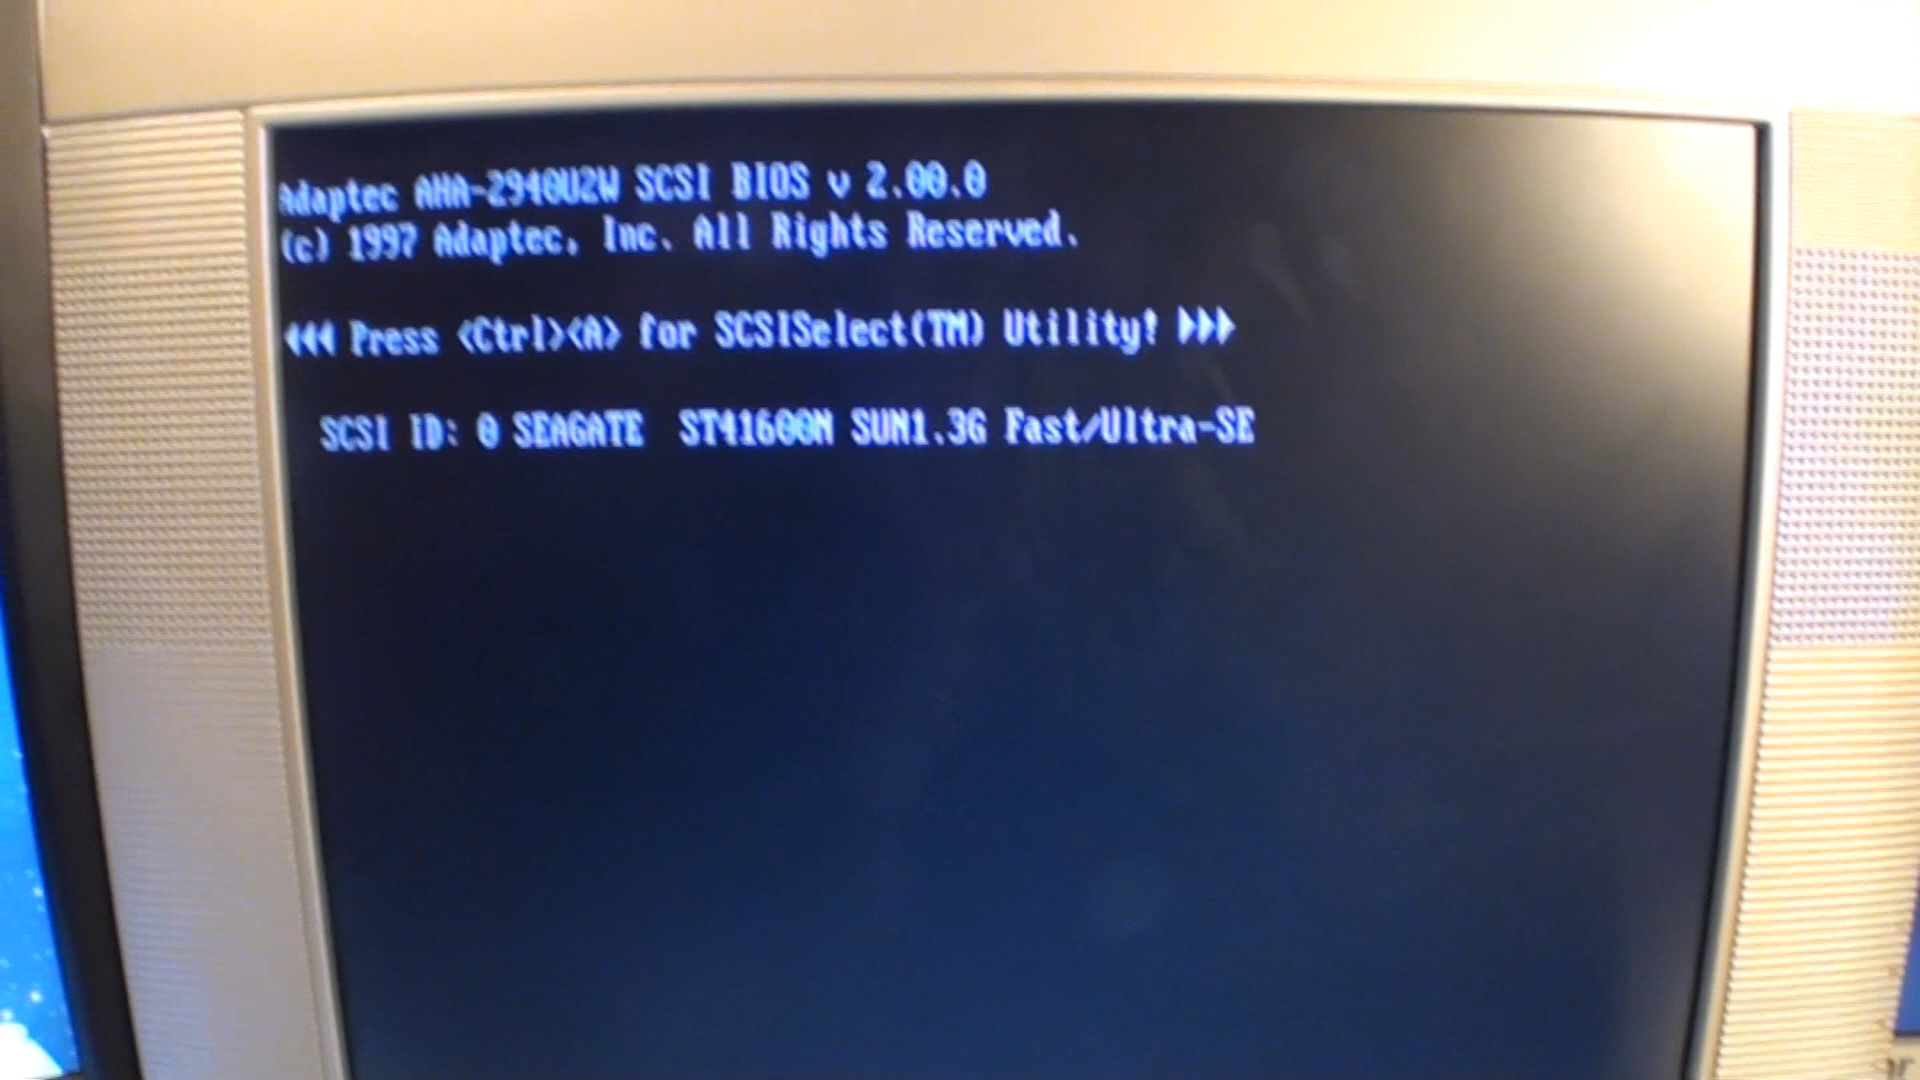 Adaptec AHA-2940U2W SCSI BIOS v 2.00.0
(c) 1997 Adaptec, Inc. All Rights Reserved.
◄◄◄ Press <Ctrl><A> for SCSISelect(TM) Utility! ►►►
SCSI ID: 0 SEAGATE ST41600N SUN1.3G Fast/Ultra-SE